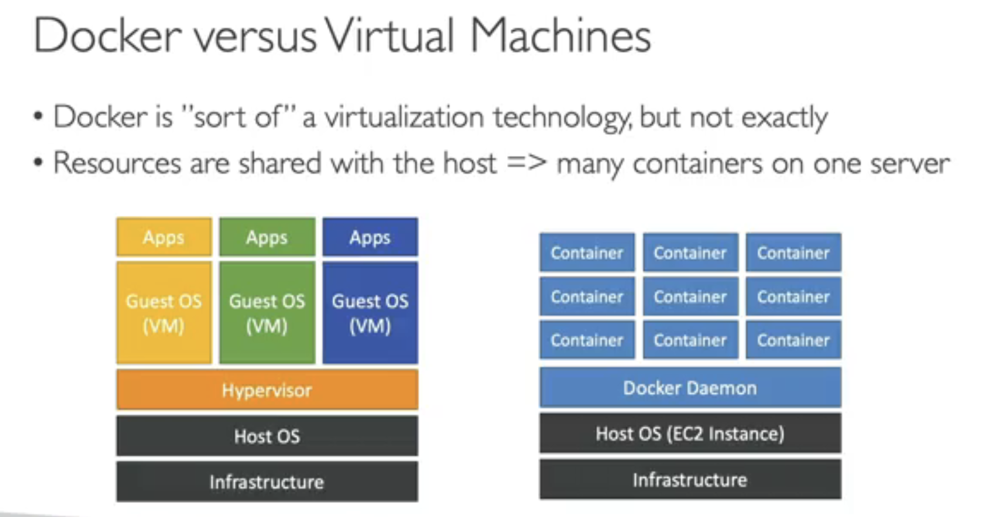 Docker versus Virtual Machines
• Docker is ”sort of” a virtualization technology, but not exactly
• Resources are shared with the host => many containers on one server
Apps Apps Apps
Guest OS (VM) Guest OS (VM) Guest OS (VM)
Hypervisor
Host OS
Infrastructure
Container Container Container
Container Container Container
Container Container Container
Docker Daemon
Host OS (EC2 Instance)
Infrastructure